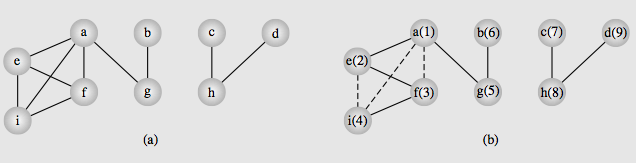 a b c d
e
f g h
i
(a)
a(1) b(6) c(7) d(9)
e(2)
f(3) g(5) h(8)
i(4)
(b)